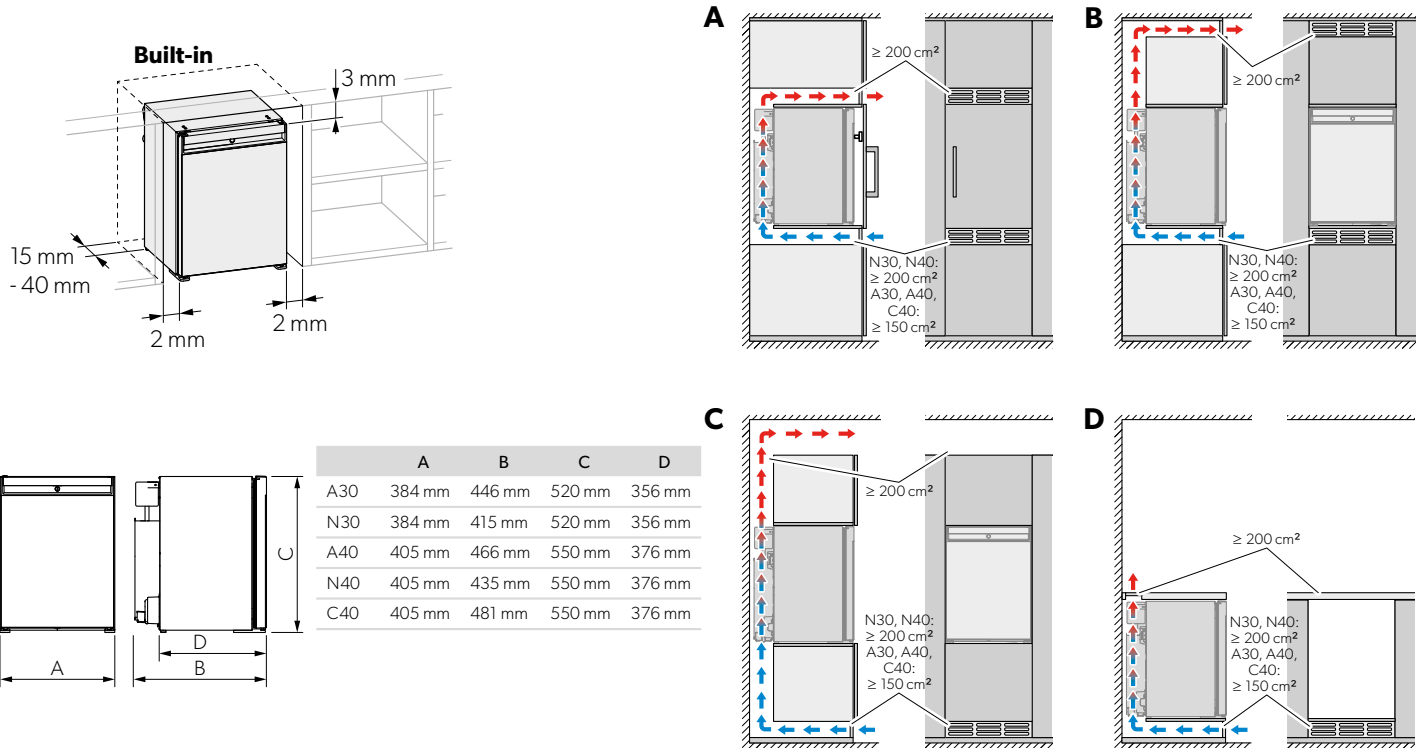 Built-in
3 mm
15 mm
- 40 mm
2 mm
2 mm
A
≥ 200 cm²
N30, N40:
≥ 200 cm²
A30, A40,
C40:
≥ 150 cm²
B
≥ 200 cm²
N30, N40:
≥ 200 cm²
A30, A40,
C40:
≥ 150 cm²
A
D
B
C
A B C D
A30 384 mm 446 mm 520 mm 356 mm
N30 384 mm 415 mm 520 mm 356 mm
A40 405 mm 466 mm 550 mm 376 mm
N40 405 mm 435 mm 550 mm 376 mm
C40 405 mm 481 mm 550 mm 376 mm
C
≥ 200 cm²
N30, N40:
≥ 200 cm²
A30, A40,
C40:
≥ 150 cm²
D
≥ 200 cm²
N30, N40:
≥ 200 cm²
A30, A40,
C40:
≥ 150 cm²